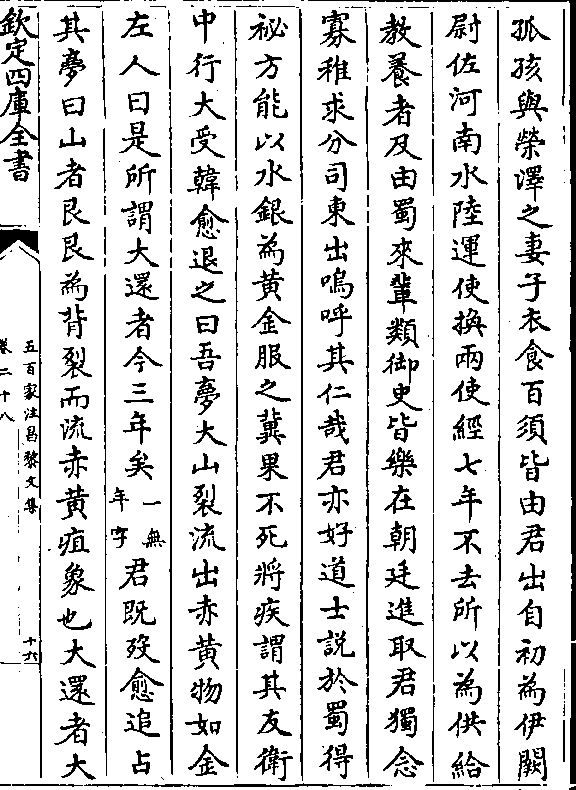 孤孩與榮澤之妻子衣食百須皆由君出自初為伊闕
尉佐河南水陸運使換兩使經七年不去所以為供給
教養者及由蜀來輩類御史皆樂在朝廷進取君獨念
寡稚求分司東出嗚呼其仁哉君亦好道士説於蜀得
祕方能以水銀為黃金服之冀果不死將疾謂其友衛
中行大受韓愈退之曰吾夢大山裂流出赤黃物如金
左人曰是所謂大還者今三年矣一無年字君既歿愈追占
其夢曰山者艮艮為背裂而流赤黃疽象也大還者大
欽定四庫全書
五百家注昌黎文集
卷二十八
十六